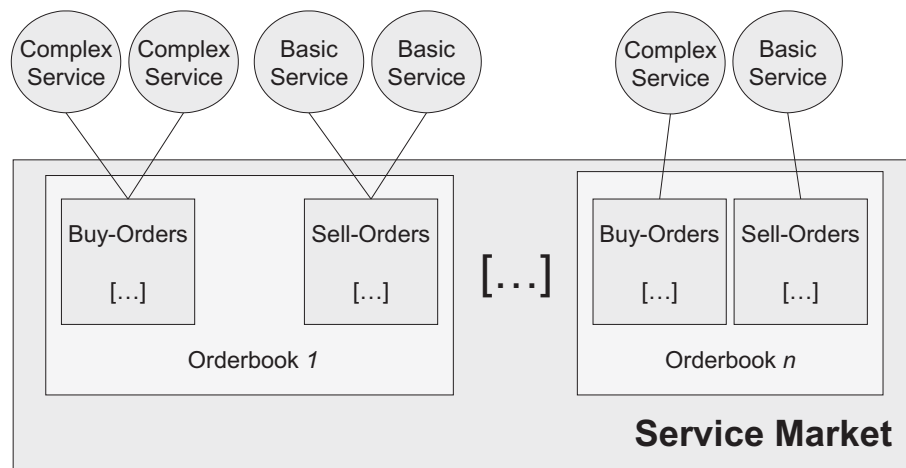 Complex
Service
Complex
Service
Basic
Service
Basic
Service
Complex
Service
Basic
Service
Buy-Orders
[...]
Sell-Orders
[...]
Orderbook 1
[...]
Buy-Orders
[...]
Sell-Orders
[...]
Orderbook n
Service Market